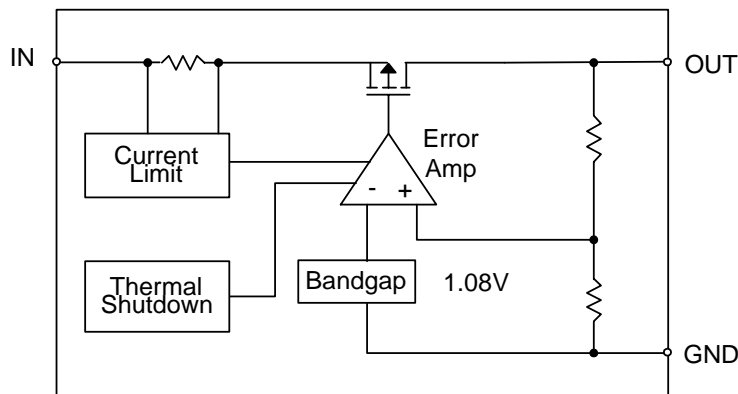 IN
OUT
Error
Amp
Current
Limit
- +
Thermal
Shutdown
Bandgap
1.08V
GND